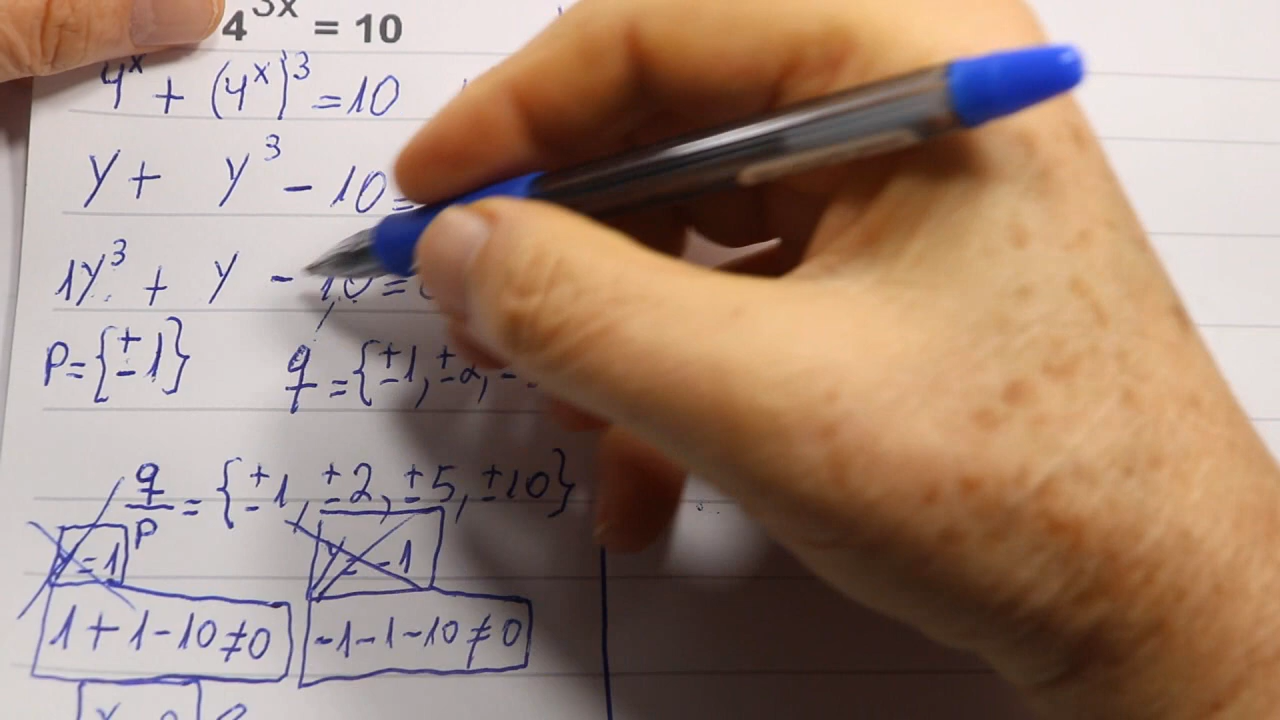 4^3x = 10
4^x + (4^x)^3 = 10
y + y^3 - 10 =
1y^3 + y - 10 =
P = {±1} q = {±1, ±2, -
q/p = {±1, ±2, ±5, ±10}
= 1 y = -1
1 + 1 - 10 ≠ 0 -1 - 1 - 10 ≠ 0